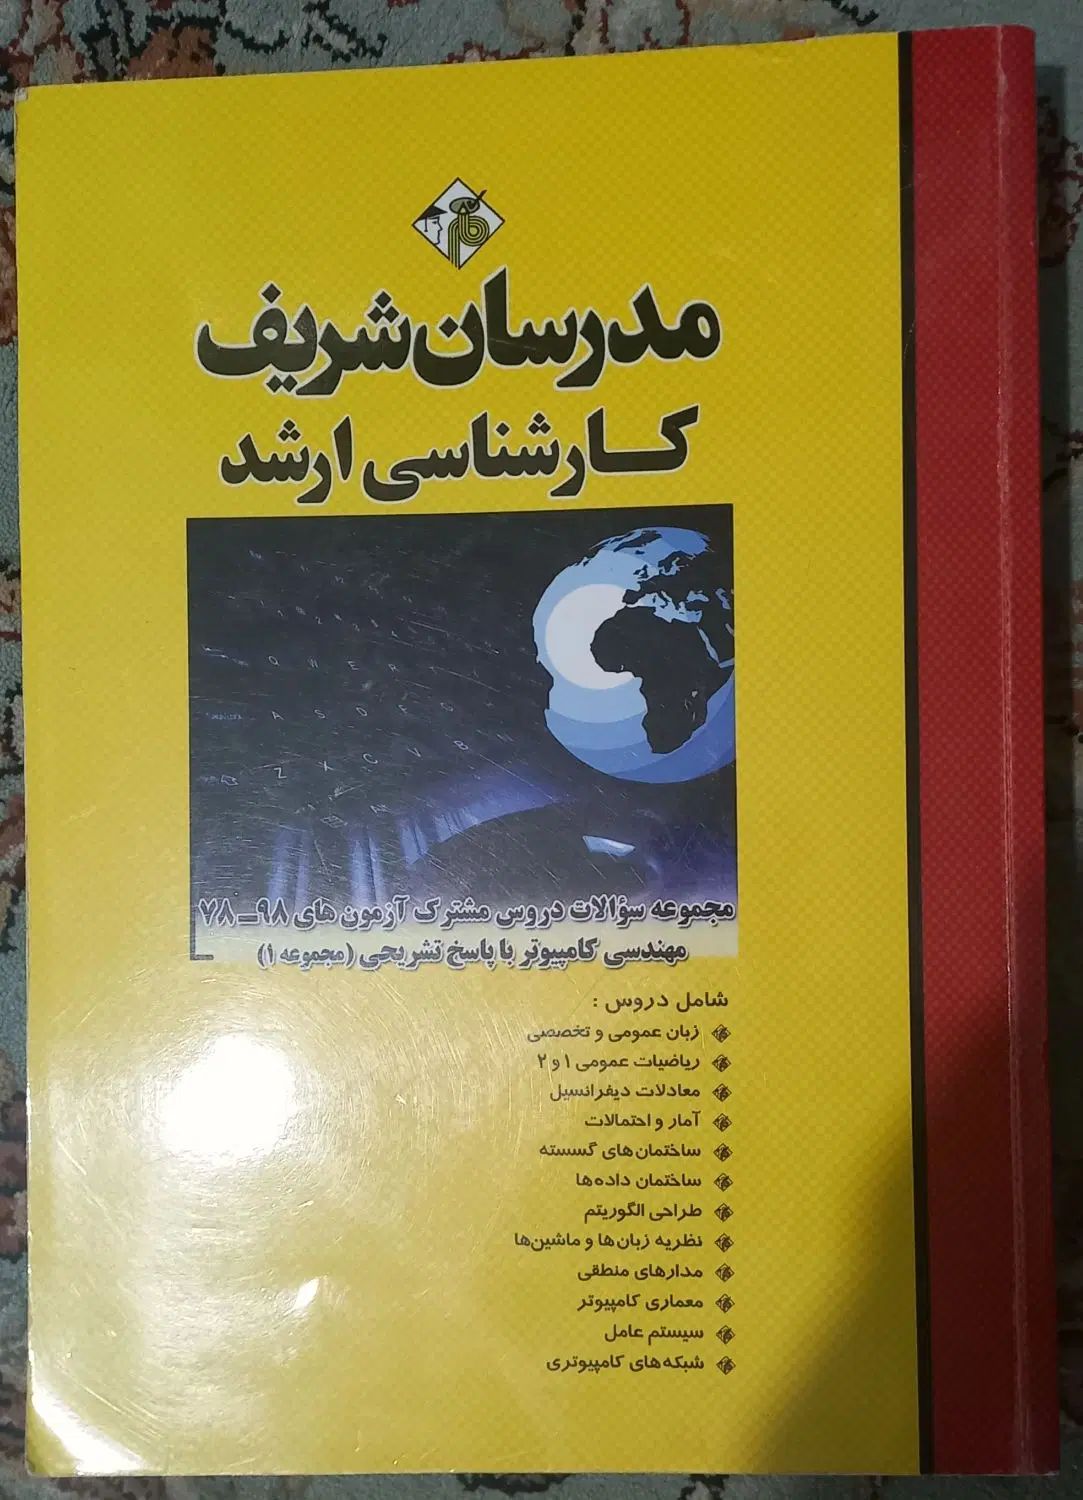 مدرسان شریف
کارشناسی ارشد
Q W E R T
A S D F G
Z X C V B N
مجموعه سؤالات دروس مشترک آزمون های ۹۸-۷۸
مهندسی کامپیوتر با پاسخ تشریحی (مجموعه ۱)
شامل دروس :
زبان عمومی و تخصصی
ریاضیات عمومی ۱ و ۲
معادلات دیفرانسیل
آمار و احتمالات
ساختمان های گسسته
ساختمان داده ها
طراحی الگوریتم
نظریه زبان ها و ماشین ها
مدارهای منطقی
معماری کامپیوتر
سیستم عامل
شبکه های کامپیوتری